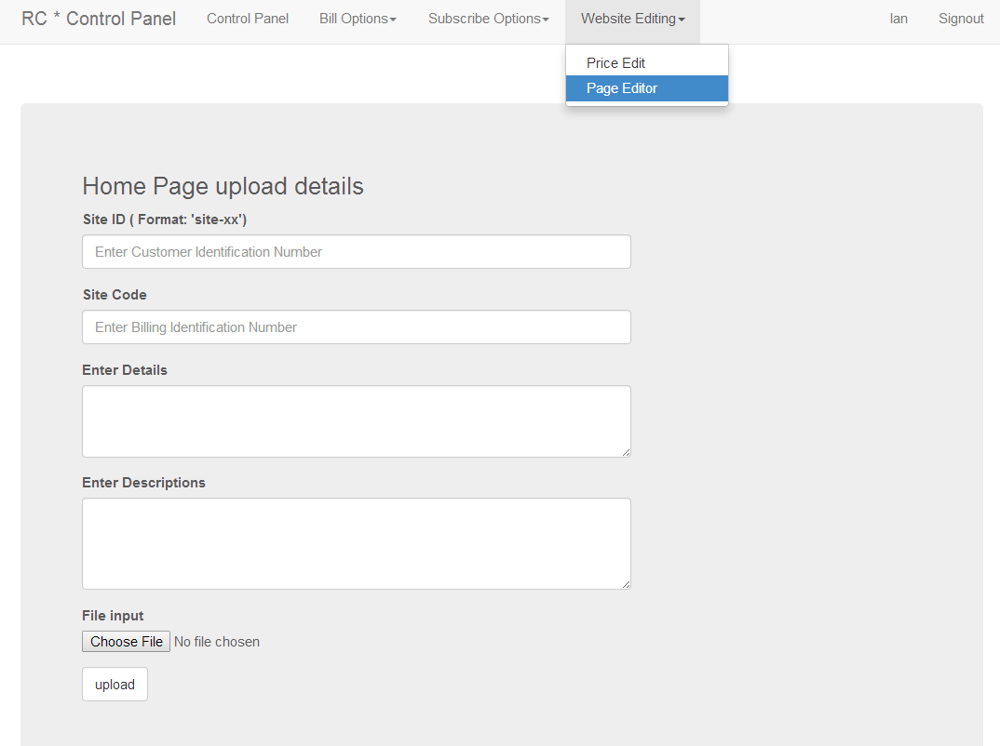 RC * Control Panel Control Panel Bill Options Subscribe Options Website Editing Ian Signout
Price Edit
Page Editor
Home Page upload details
Site ID ( Format: 'site-xx')
Enter Customer Identification Number
Site Code
Enter Billing Identification Number
Enter Details
Enter Descriptions
File input
Choose File No file chosen
upload